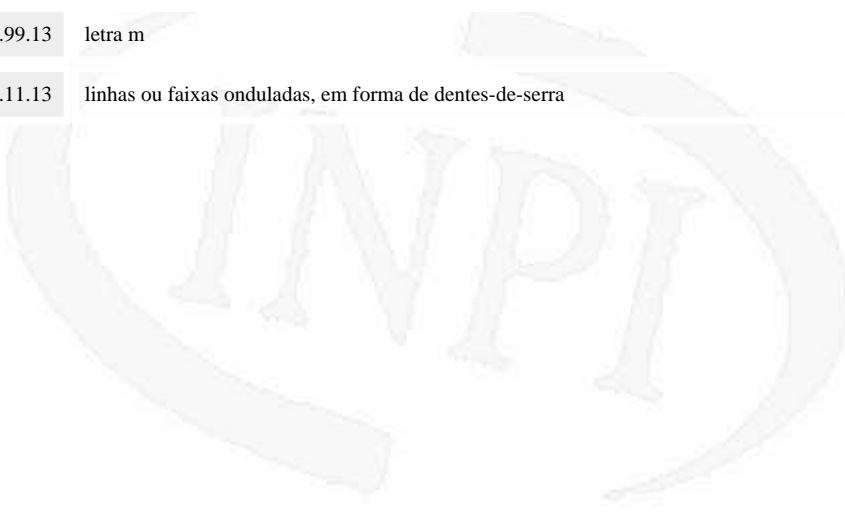 .99.13 letra m
.11.13 linhas ou faixas onduladas, em forma de dentes-de-serra
INPI